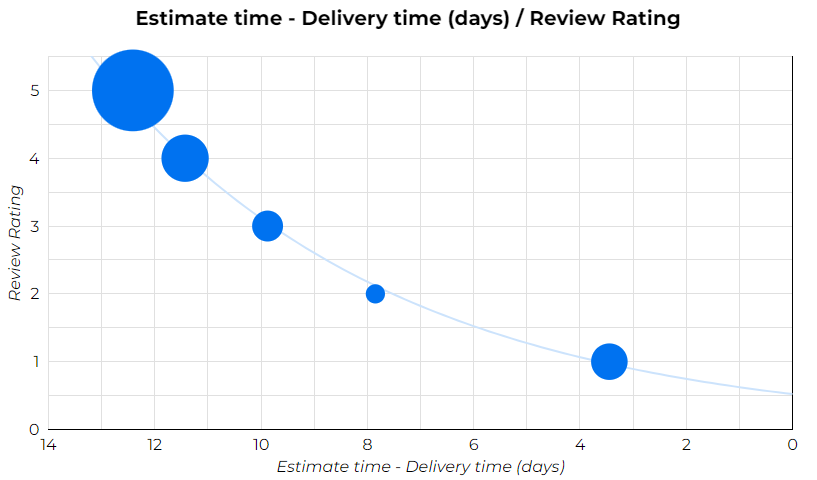 Estimate time - Delivery time (days) / Review Rating
5
4
3
2
1
0
Review Rating
14 12 10 8 6 4 2 0
Estimate time - Delivery time (days)